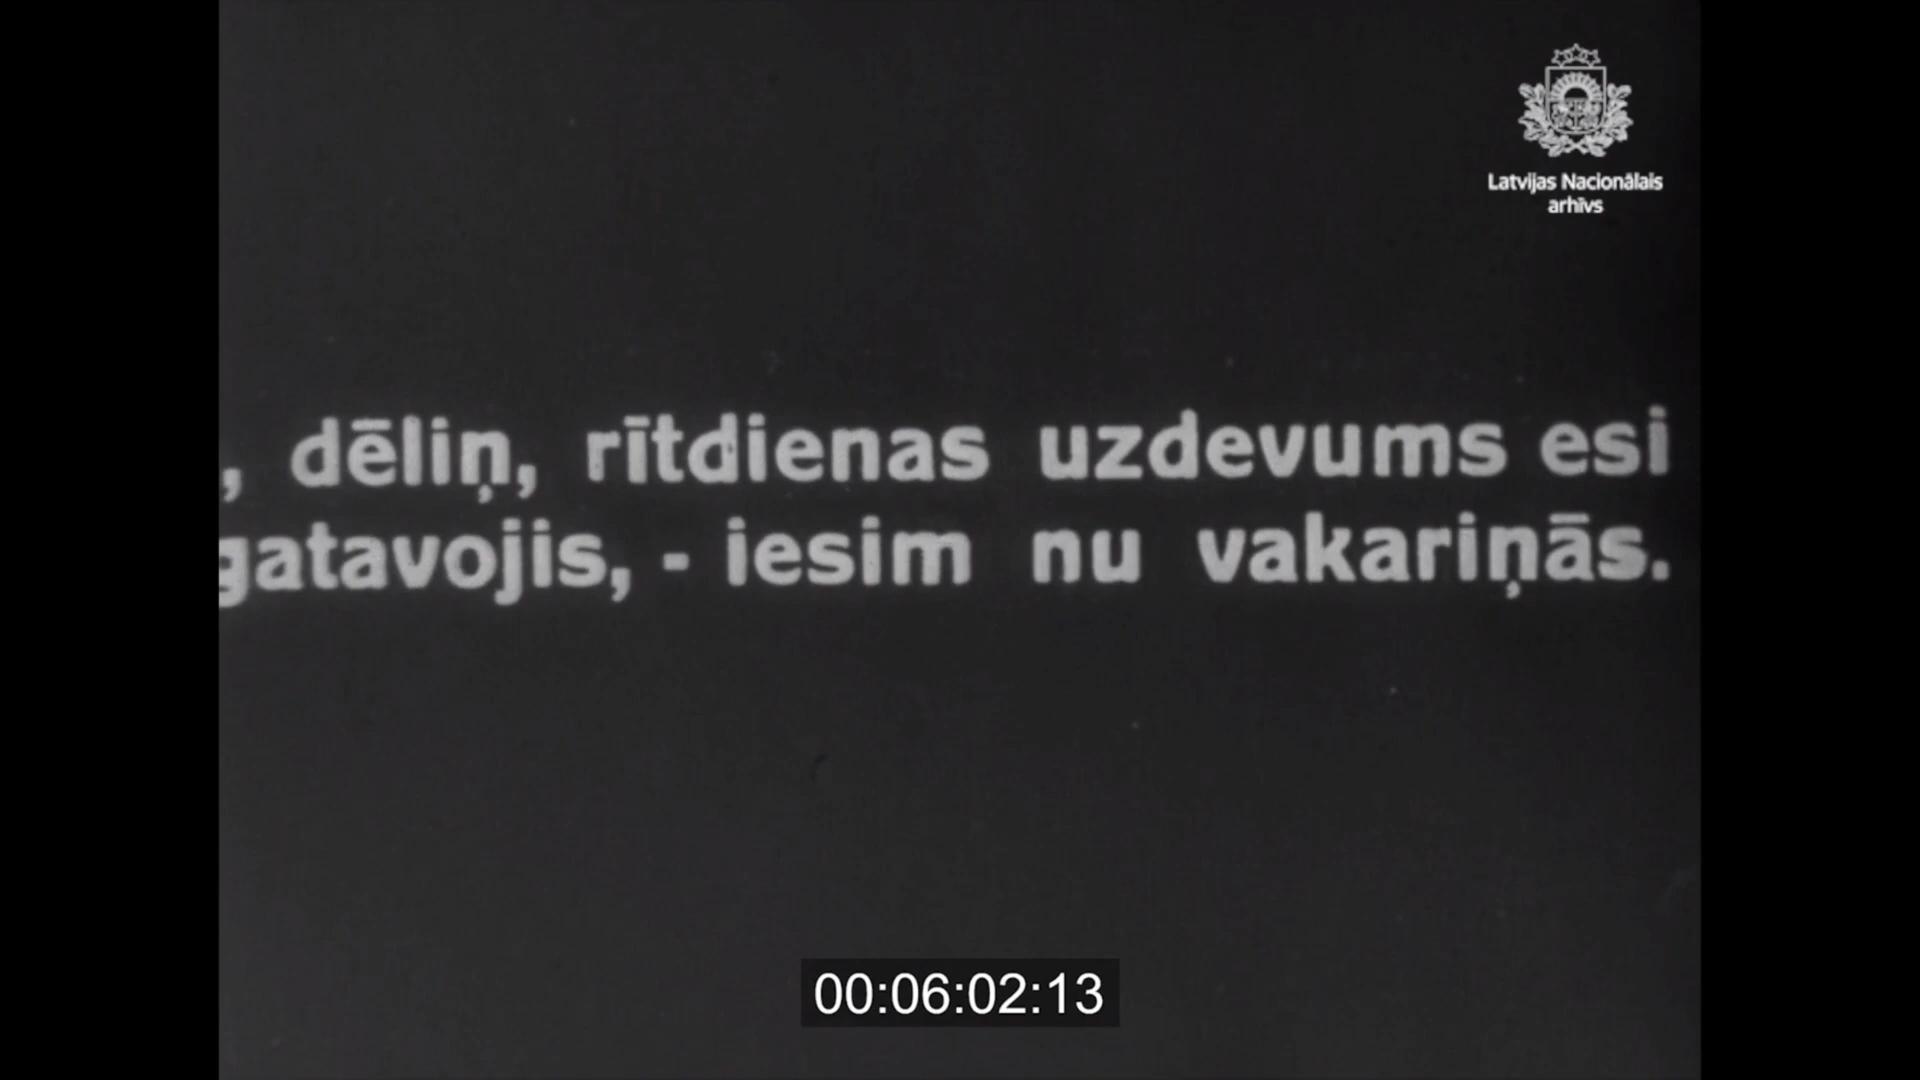 Latvijas Nacionālais
arhīvs
, dēliņ, rītdienas uzdevums esi
gatavojis, - iesim nu vakariņās.
00:06:02:13